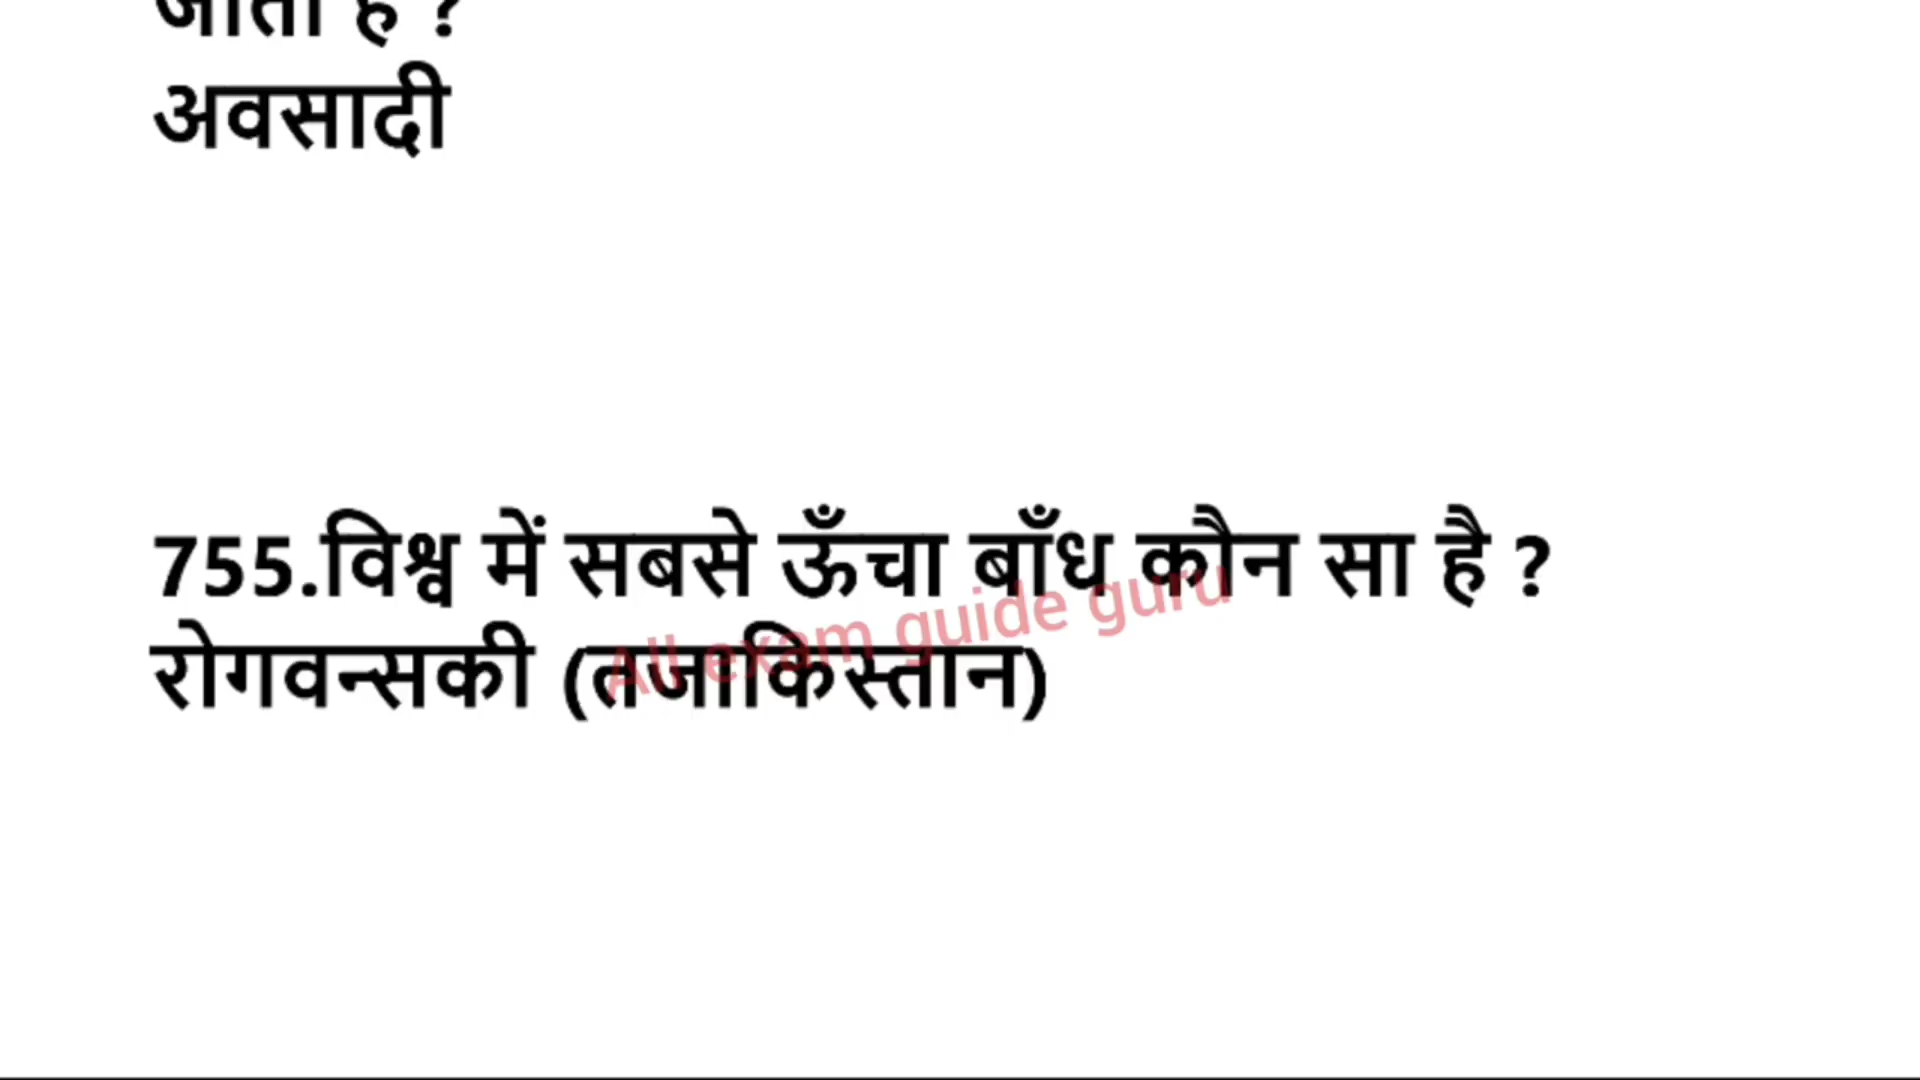 जाता है ?
अवसादी
755.विश्व में सबसे ऊँचा बाँध कौन सा है ?
रोगवन्सकी (तजाकिस्तान)
All exam guide guru